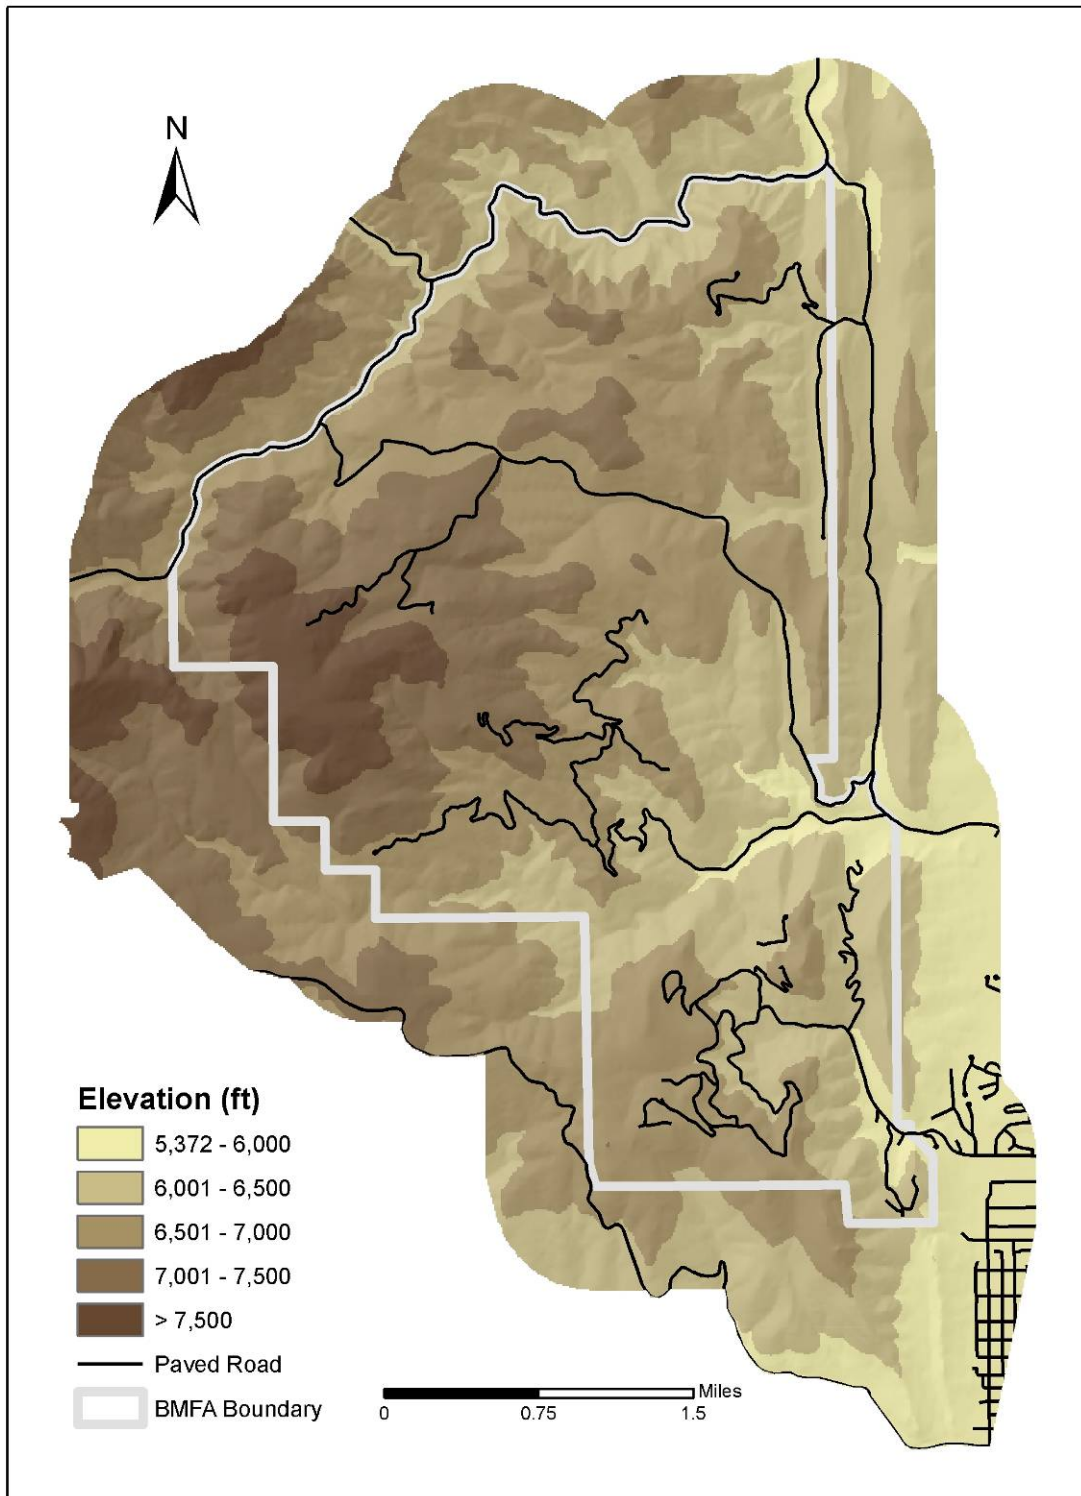 N
Elevation (ft)
5,372 - 6,000
6,001 - 6,500
6,501 - 7,000
7,001 - 7,500
> 7,500
Paved Road
BMFA Boundary
Miles
0 0.75 1.5